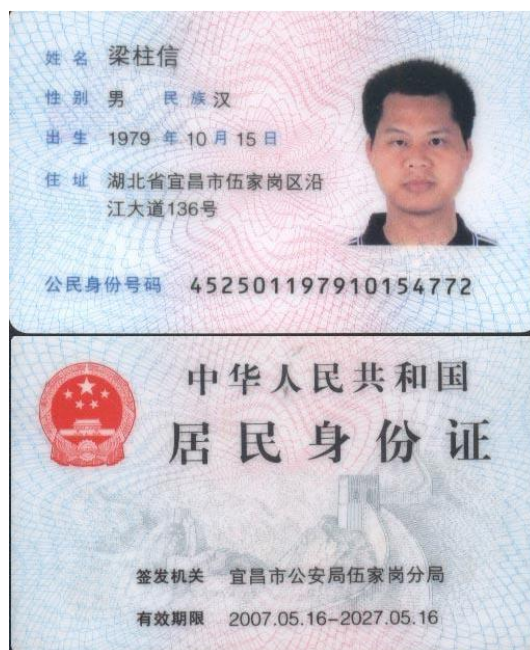 姓名 梁柱信
性别 男 民族 汉
出生 1979 年 10 月 15 日
住址 湖北省宜昌市伍家岗区沿
江大道136号
公民身份号码 452501197910154772
中华人民共和国
居民身份证
签发机关 宜昌市公安局伍家岗分局
有效期限 2007.05.16-2027.05.16